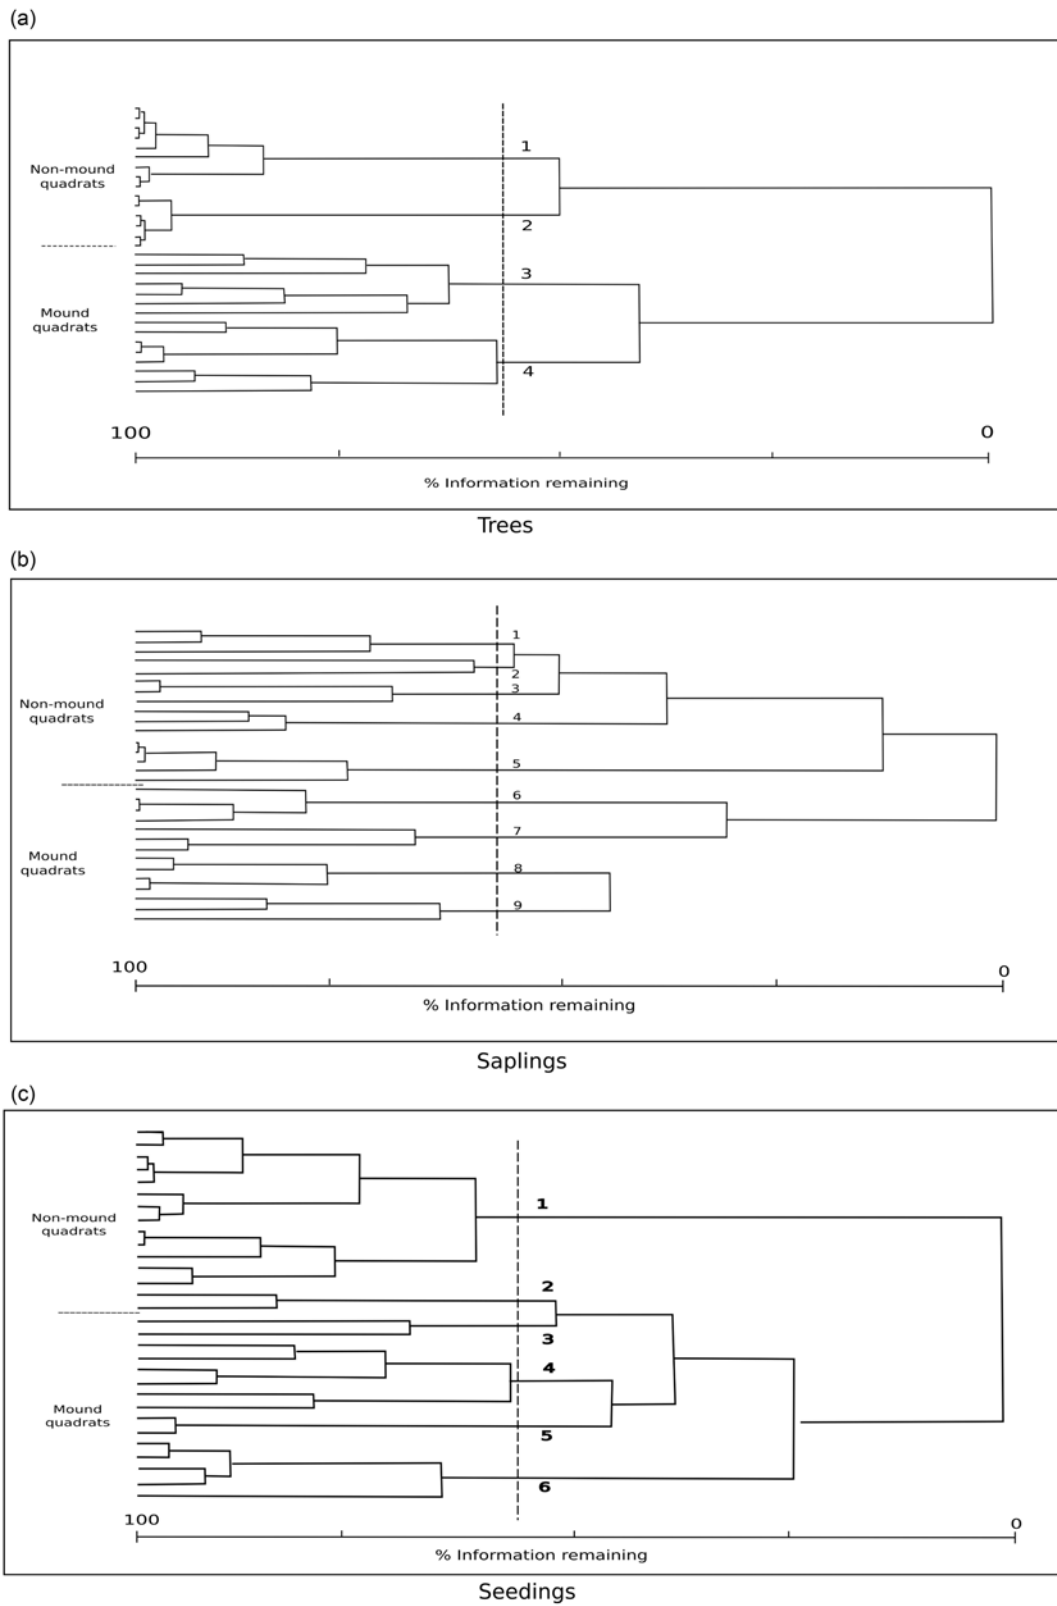 (a)
Non-mound
quadrats
Mound
quadrats
1
2
3
4
100
0
% Information remaining
Trees
(b)
Non-mound
quadrats
Mound
quadrats
1
2
3
4
5
6
7
8
9
100
0
% Information remaining
Saplings
(c)
Non-mound
quadrats
Mound
quadrats
1
2
3
4
5
6
100
0
% Information remaining
Seedings